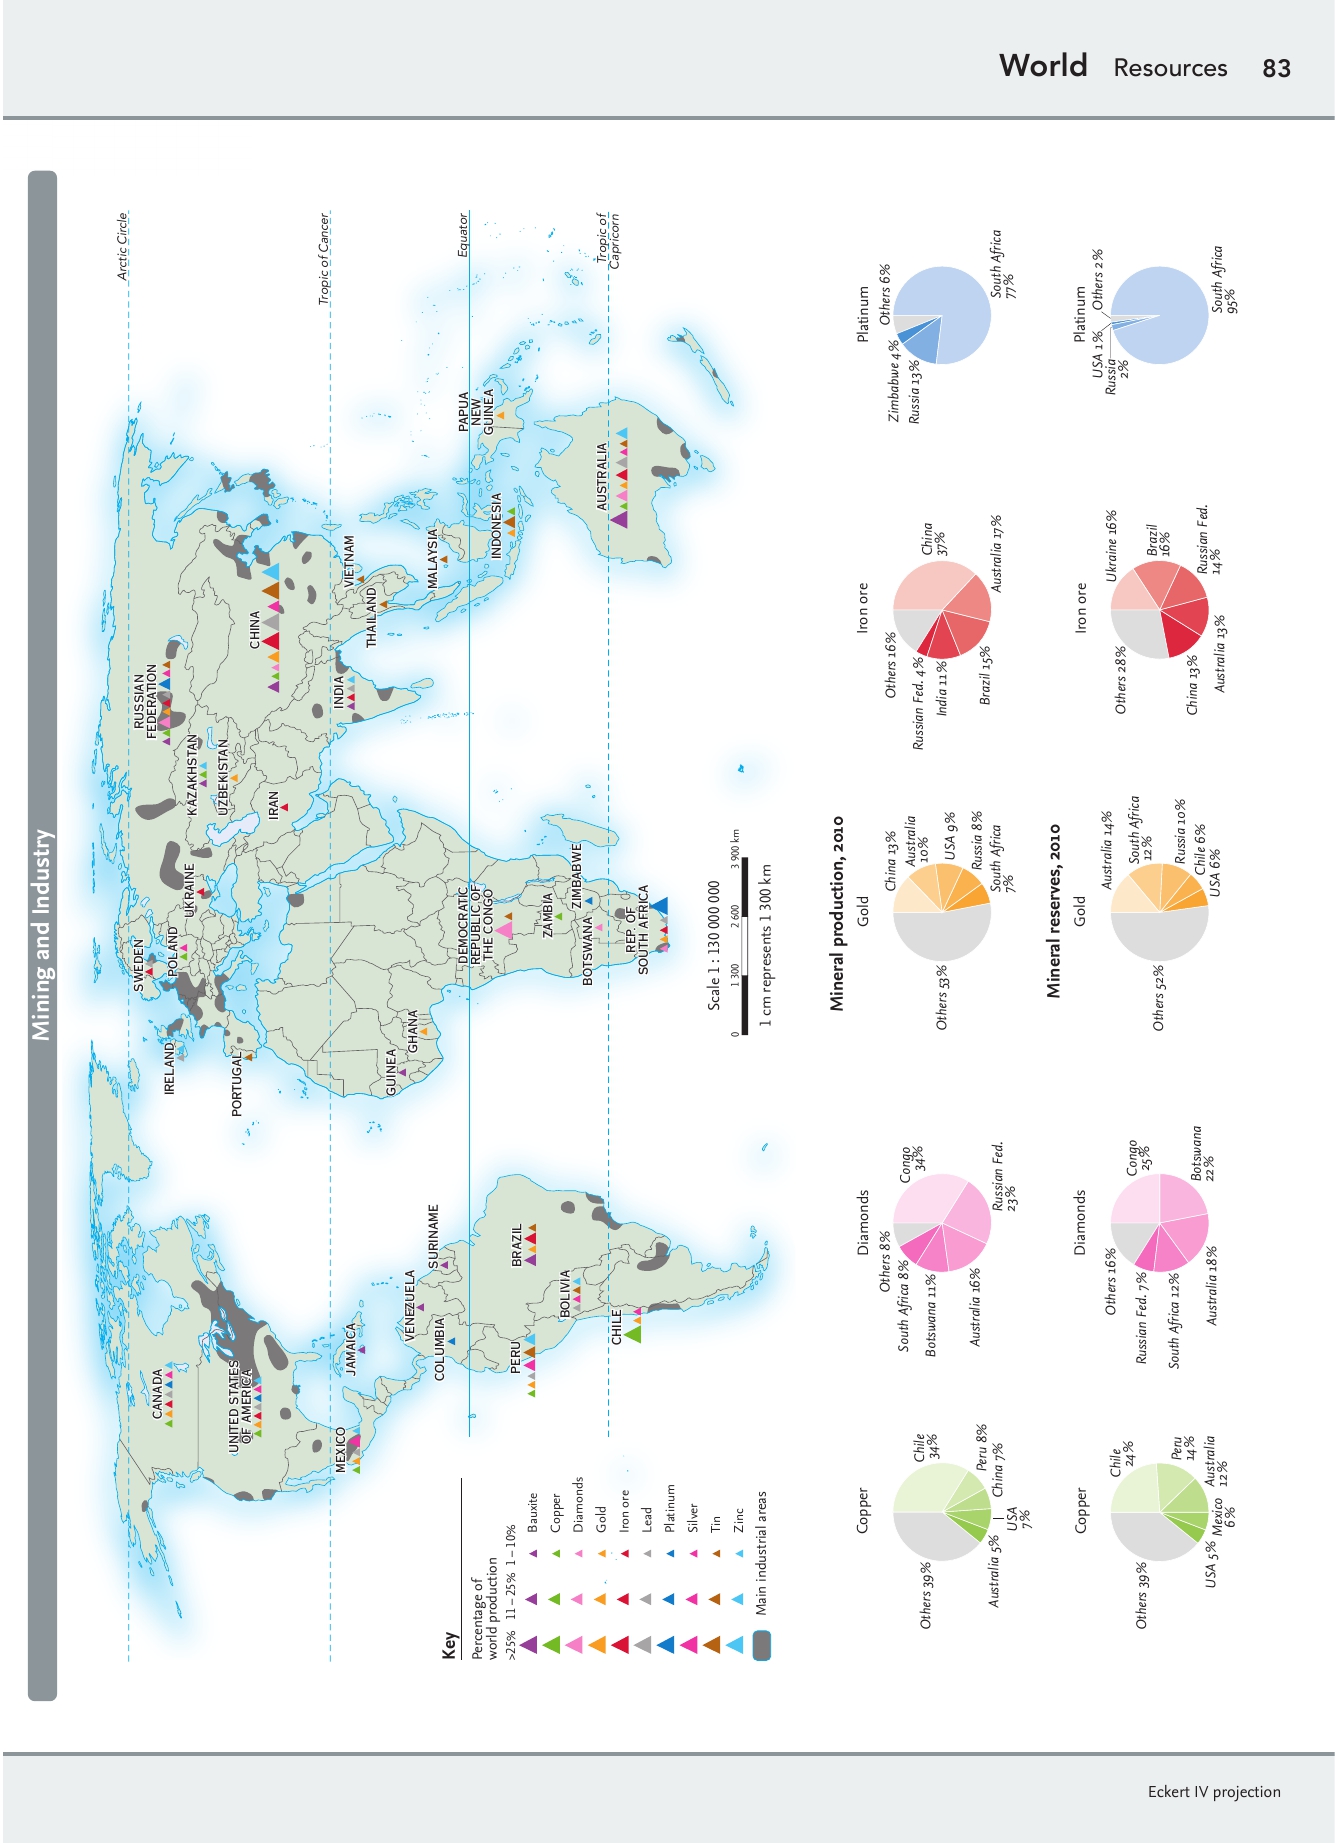 World Resources 83
Mining and Industry
Arctic Circle
Tropic of Cancer
Equator
Tropic of
Capricorn
CANADA
UNITED STATES
OF AMERICA
MEXICO
JAMAICA
VENEZUELA
SURINAME
COLUMBIA
PERU
BRAZIL
BOLIVIA
CHILE
IRELAND
PORTUGAL
SWEDEN
POLAND
UKRAINE
RUSSIAN
FEDERATION
KAZAKHSTAN
UZBEKISTAN
IRAN
CHINA
INDIA
VIETNAM
THAILAND
MALAYSIA
INDONESIA
PAPUA
NEW
GUINEA
AUSTRALIA
GUINEA
GHANA
DEMOCRATIC
REPUBLIC OF
THE CONGO
ZAMBIA
ZIMBABWE
BOTSWANA
REP. OF
SOUTH AFRICA
Key
Percentage of
world production
>25% 11–25% 1–10%
Bauxite
Copper
Diamonds
Gold
Iron ore
Lead
Platinum
Silver
Tin
Zinc
Main industrial areas
Scale 1 : 130 000 000
0 1 300 2 600 3 900 km
1 cm represents 1 300 km
Mineral production, 2010
Copper
Chile
34%
Peru 8%
China 7%
USA
7%
Australia 5%
Others 39%
Diamonds
Congo
34%
Russian Fed.
23%
Australia 16%
Botswana 11%
South Africa 8%
Others 8%
Gold
China 13%
Australia
10%
USA 9%
Russia 8%
South Africa
7%
Others 53%
Iron ore
China
37%
Australia 17%
Brazil 15%
India 11%
Russian Fed. 4%
Others 16%
Platinum
South Africa
77%
Russia 13%
Zimbabwe 4%
Others 6%
Mineral reserves, 2010
Copper
Chile
24%
Peru
14%
Australia
12%
Mexico
6%
USA 5%
Others 39%
Diamonds
Congo
25%
Botswana
22%
Australia 18%
South Africa 12%
Russian Fed. 7%
Others 16%
Gold
Australia 14%
South Africa
12%
Russia 10%
Chile 6%
USA 6%
Others 52%
Iron ore
Ukraine 16%
Brazil
16%
Russian Fed.
14%
Australia 13%
China 13%
Others 28%
Platinum
South Africa
95%
Russia
2%
USA 1%
Others 2%
Eckert IV projection